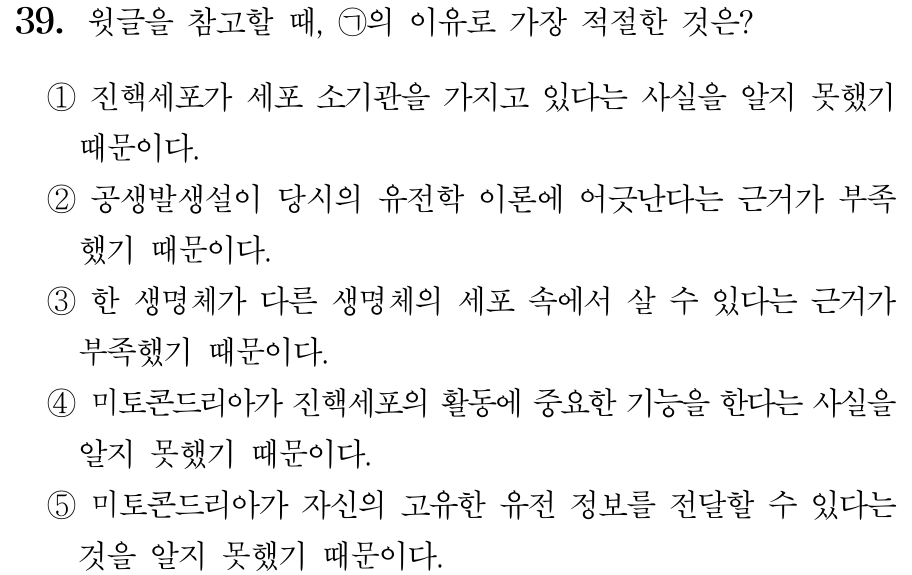 39. 윗글을 참고할 때, ㉠의 이유로 가장 적절한 것은?
① 진핵세포가 세포 소기관을 가지고 있다는 사실을 알지 못했기
때문이다.
② 공생발생설이 당시의 유전학 이론에 어긋난다는 근거가 부족
했기 때문이다.
③ 한 생명체가 다른 생명체의 세포 속에서 살 수 있다는 근거가
부족했기 때문이다.
④ 미토콘드리아가 진핵세포의 활동에 중요한 기능을 한다는 사실을
알지 못했기 때문이다.
⑤ 미토콘드리아가 자신의 고유한 유전 정보를 전달할 수 있다는
것을 알지 못했기 때문이다.